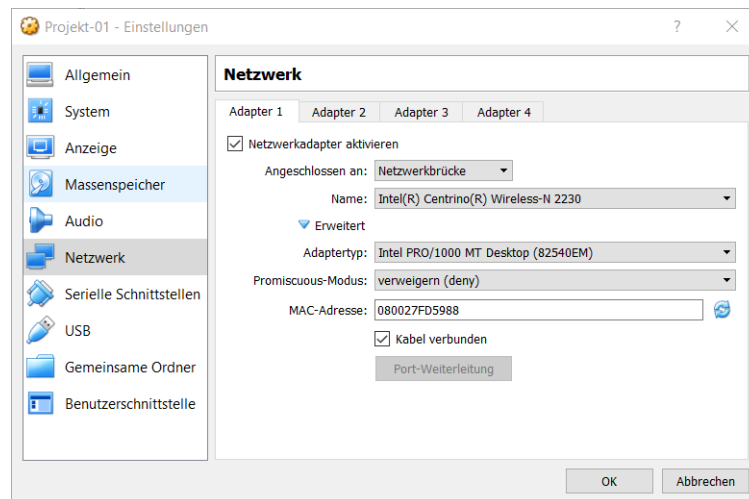 Projekt-01 - Einstellungen
?
Allgemein
System
Anzeige
Massenspeicher
Audio
Netzwerk
Serielle Schnittstellen
USB
Gemeinsame Ordner
Benutzerschnittstelle
Netzwerk
Adapter 1 Adapter 2 Adapter 3 Adapter 4
Netzwerkadapter aktivieren
Angeschlossen an: Netzwerkbrücke
Name: Intel(R) Centrino(R) Wireless-N 2230
Erweitert
Adaptertyp: Intel PRO/1000 MT Desktop (82540EM)
Promiscuous-Modus: verweigern (deny)
MAC-Adresse: 080027FD5988
Kabel verbunden
Port-Weiterleitung
OK Abbrechen